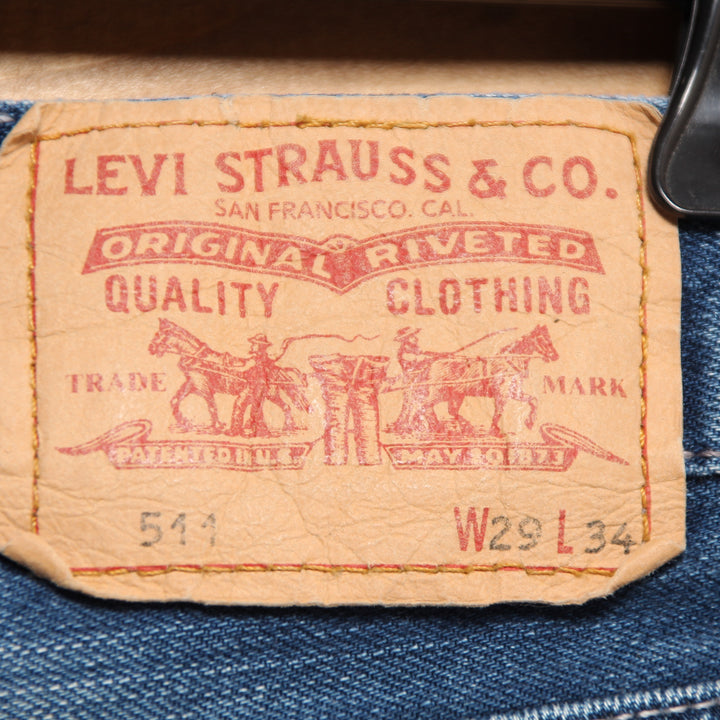 LEVI STRAUSS & CO.
SAN FRANCISCO. CAL.
ORIGINAL RIVETED
QUALITY CLOTHING
TRADE MARK
PATENTED IN U.S. MAY 20 1873
511 W29 L34